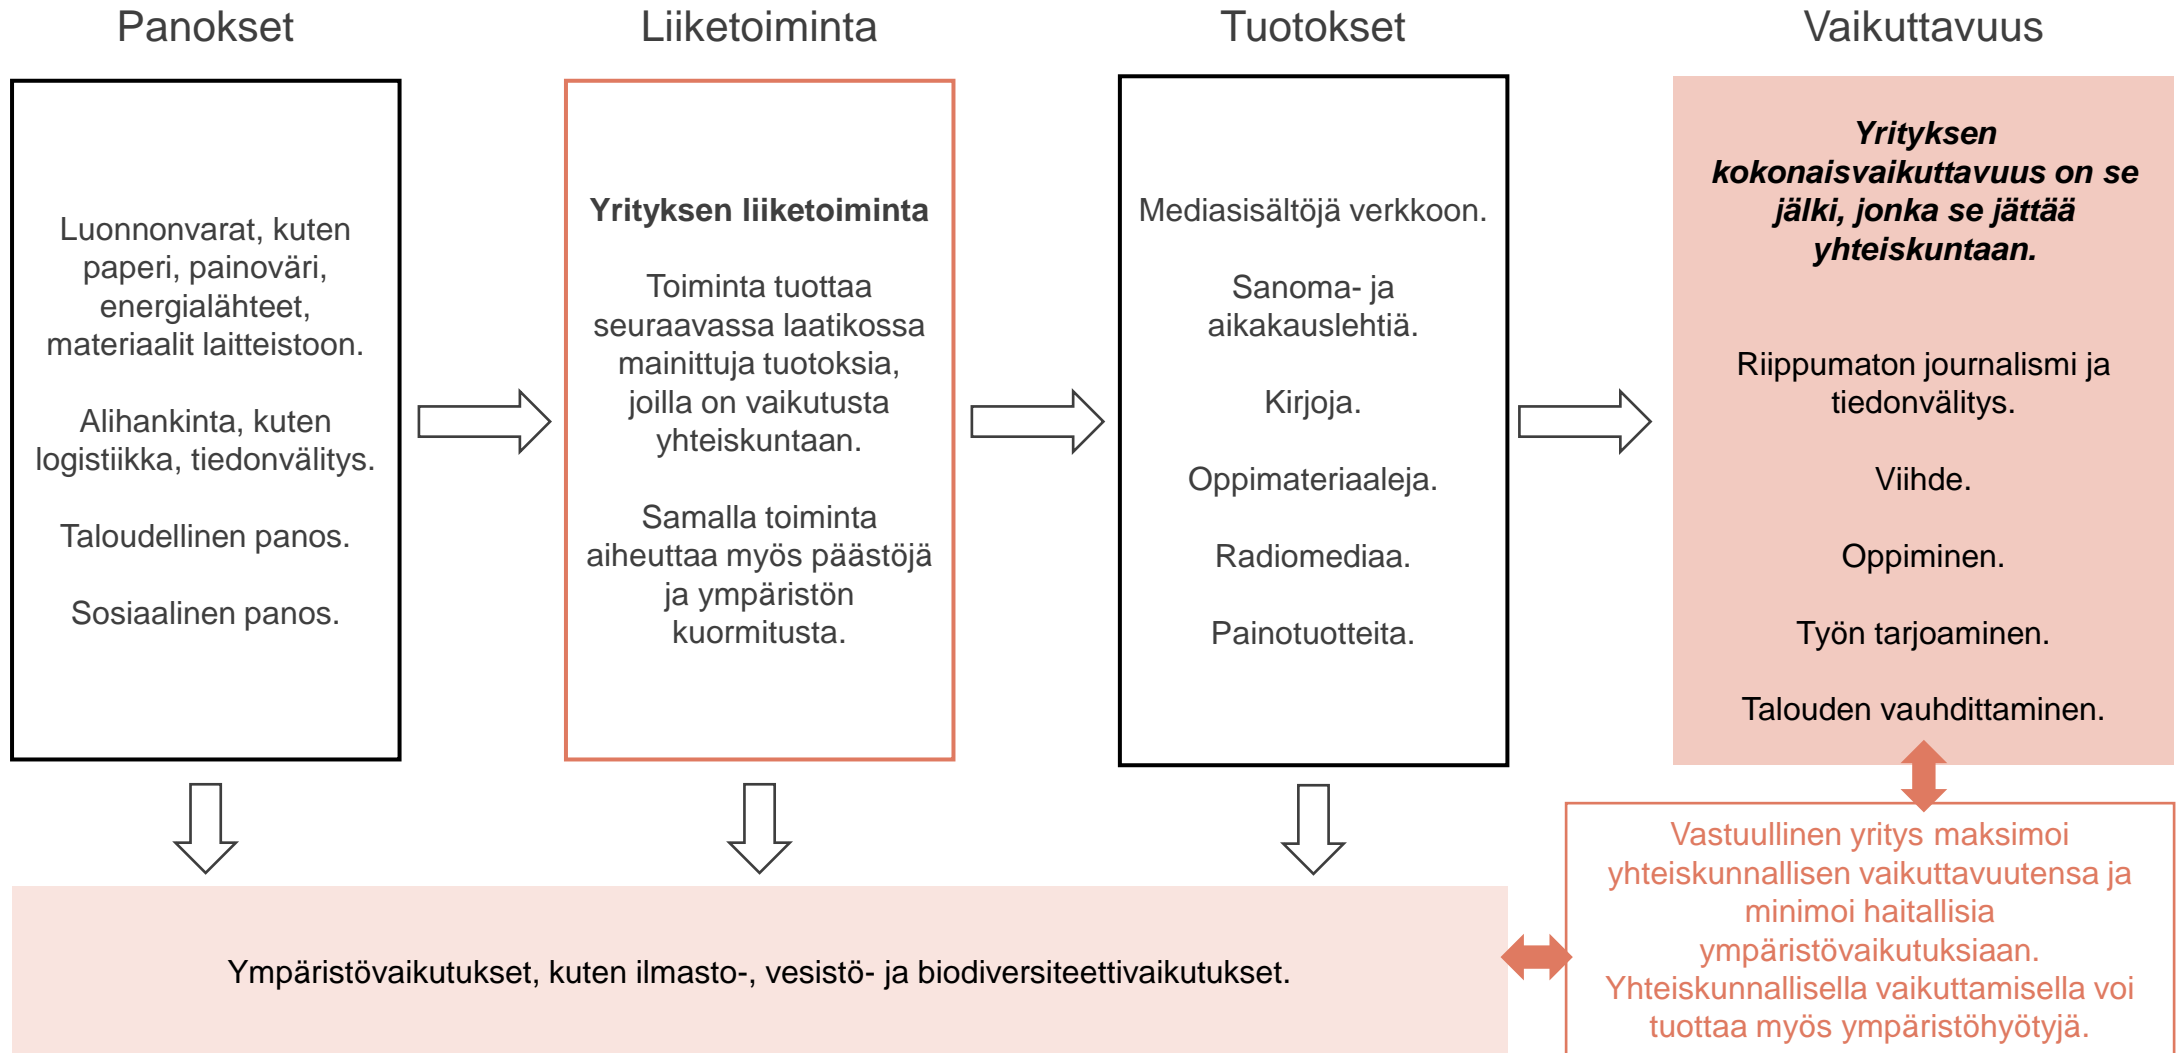 Panokset
Luonnonvarat, kuten
paperi, painoväri,
energialähteet,
materiaalit laitteistoon.
Alihankinta, kuten
logistiikka, tiedonvälitys.
Taloudellinen panos.
Sosiaalinen panos.
Liiketoiminta
Yrityksen liiketoiminta
Toiminta tuottaa
seuraavassa laatikossa
mainittuja tuotoksia,
joilla on vaikutusta
yhteiskuntaan.
Samalla toiminta
aiheuttaa myös päästöjä
ja ympäristön
kuormitusta.
Tuotokset
Mediasisältöjä verkkoon.
Sanoma- ja
aikakauslehtiä.
Kirjoja.
Oppimateriaaleja.
Radiomediaa.
Painotuotteita.
Vaikuttavuus
Yrityksen
kokonaisvaikuttavuus on se
jälki, jonka se jättää
yhteiskuntaan.
Riippumaton journalismi ja
tiedonvälitys.
Viihde.
Oppiminen.
Työn tarjoaminen.
Talouden vauhdittaminen.
Ympäristövaikutukset, kuten ilmasto-, vesistö- ja biodiversiteettivaikutukset.
Vastuullinen yritys maksimoi
yhteiskunnallisen vaikuttavuutensa ja
minimoi haitallisia
ympäristövaikutuksiaan.
Yhteiskunnallisella vaikuttamisella voi
tuottaa myös ympäristöhyötyjä.